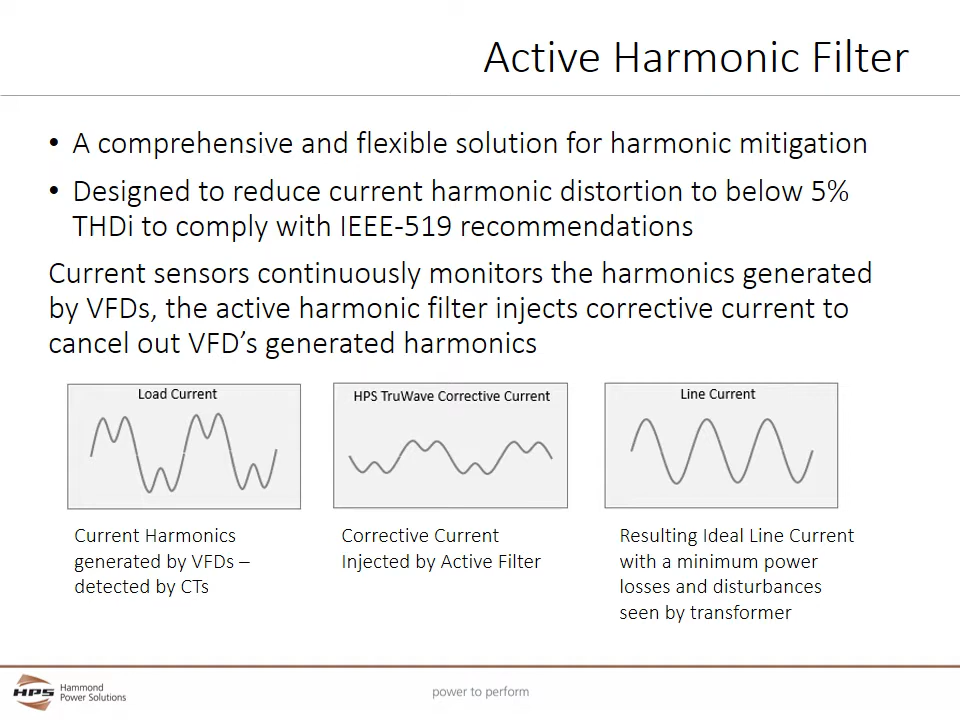 Active Harmonic Filter
• A comprehensive and flexible solution for harmonic mitigation
• Designed to reduce current harmonic distortion to below 5%
THDi to comply with IEEE-519 recommendations
Current sensors continuously monitors the harmonics generated
by VFDs, the active harmonic filter injects corrective current to
cancel out VFD’s generated harmonics
Load Current
Current Harmonics
generated by VFDs –
detected by CTs
HPS TruWave Corrective Current
Corrective Current
Injected by Active Filter
Line Current
Resulting Ideal Line Current
with a minimum power
losses and disturbances
seen by transformer
HPS
Hammond
Power Solutions
power to perform